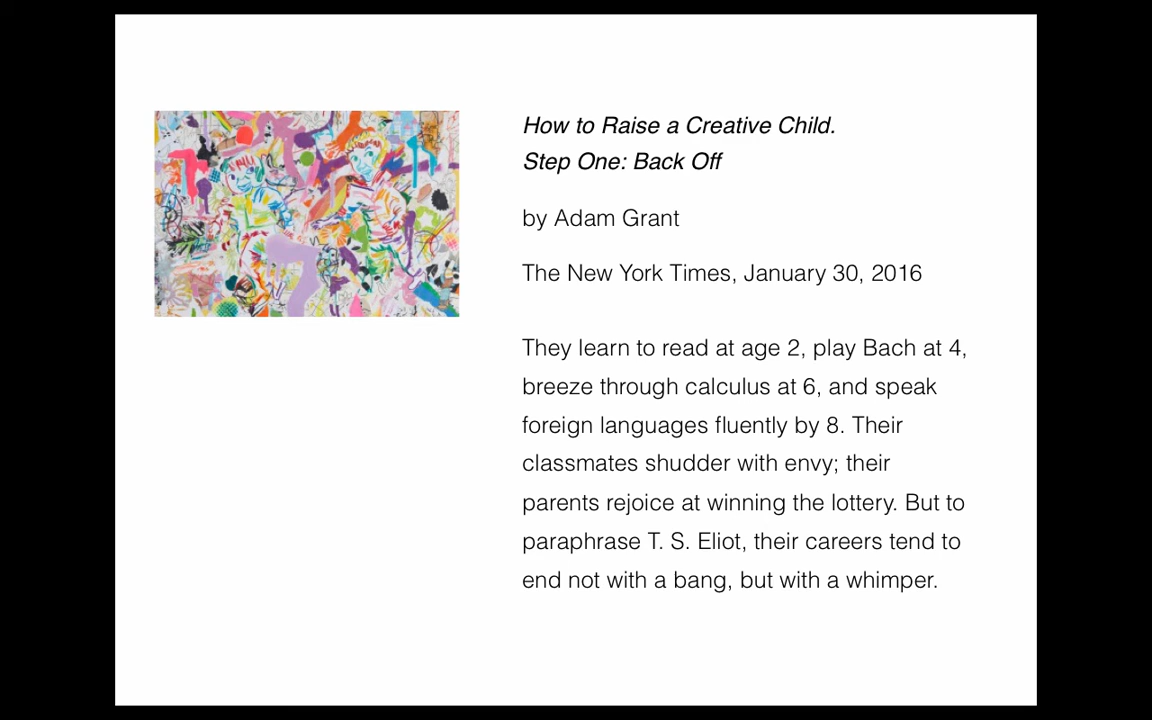 How to Raise a Creative Child.
Step One: Back Off
by Adam Grant
The New York Times, January 30, 2016
They learn to read at age 2, play Bach at 4,
breeze through calculus at 6, and speak
foreign languages fluently by 8. Their
classmates shudder with envy; their
parents rejoice at winning the lottery. But to
paraphrase T. S. Eliot, their careers tend to
end not with a bang, but with a whimper.